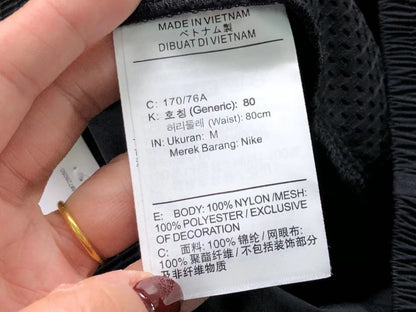 MADE IN VIETNAM
ベトナム製
DIBUAT DI VIETNAM
C: 170/76A
K: 호칭 (Generic): 80
허리둘레 (Waist): 80cm
IN: Ukuran: M
Merek Barang: Nike
E: BODY: 100% NYLON/MESH:
100% POLYESTER / EXCLUSIVE
OF DECORATION
C: 面料: 100% 锦纶 / 网眼布:
100% 聚酯纤维 / 不包括装饰部分
及非纤维物质